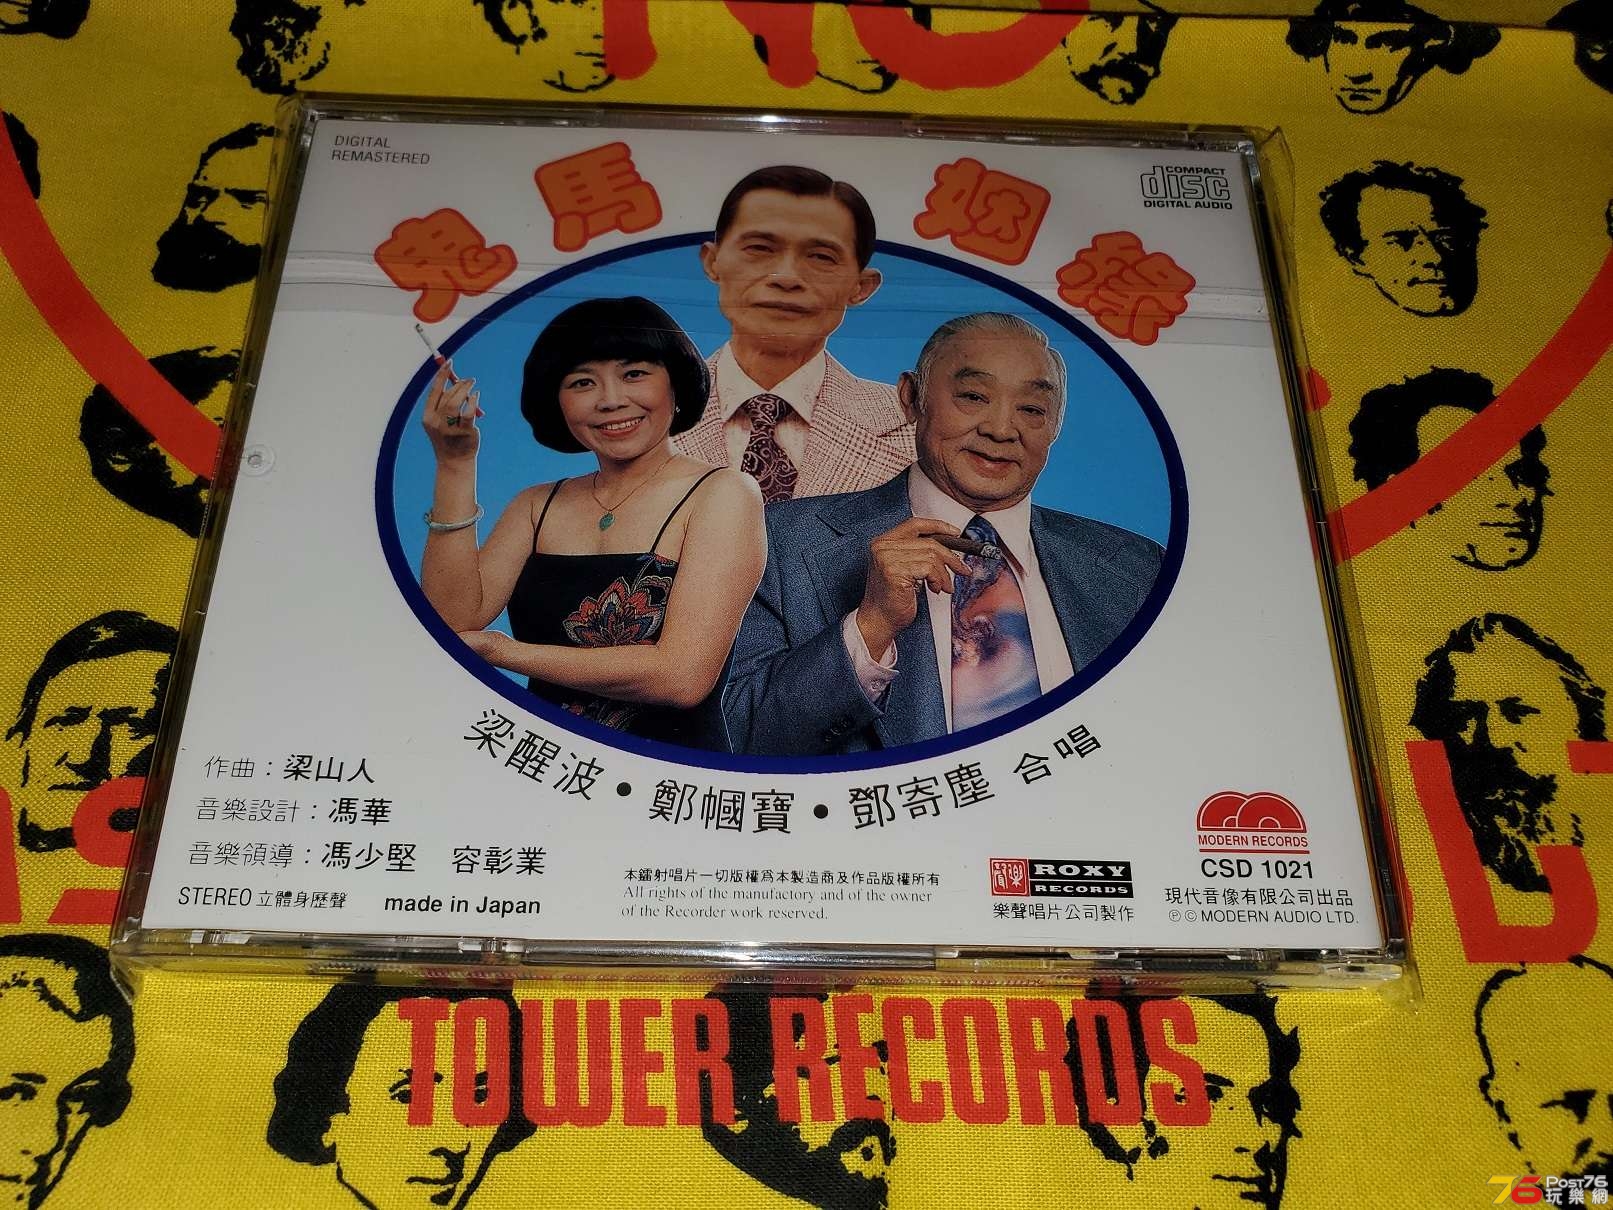 NO
DIGITAL
REMASTERED
鬼馬姻緣
COMPACT
disc
DIGITAL AUDIO
梁醒波・鄭幗寶・鄧寄塵 合唱
作曲：梁山人
音樂設計：馮華
音樂領導：馮少堅 容彰業
STEREO 立體身歷聲
made in Japan
本鐳射唱片一切版權爲本製造商及作品版權所有
All rights of the manufactory and of the owner
of the Recorder work reserved.
ROXY
RECORDS
樂聲唱片公司製作
MODERN RECORDS
CSD 1021
現代音像有限公司出品
Ⓟ © MODERN AUDIO LTD.
TOWER RECORDS
76 Post76
玩樂網